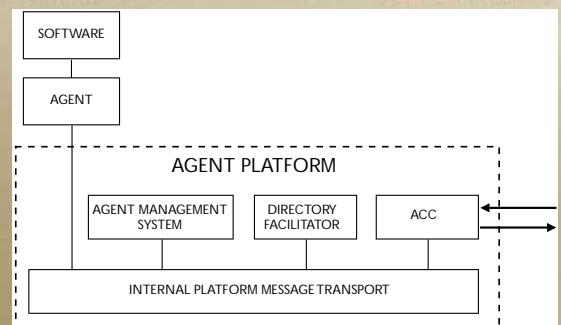 SOFTWARE
AGENT
AGENT PLATFORM
AGENT MANAGEMENT
SYSTEM
DIRECTORY
FACILITATOR
ACC
INTERNAL PLATFORM MESSAGE TRANSPORT